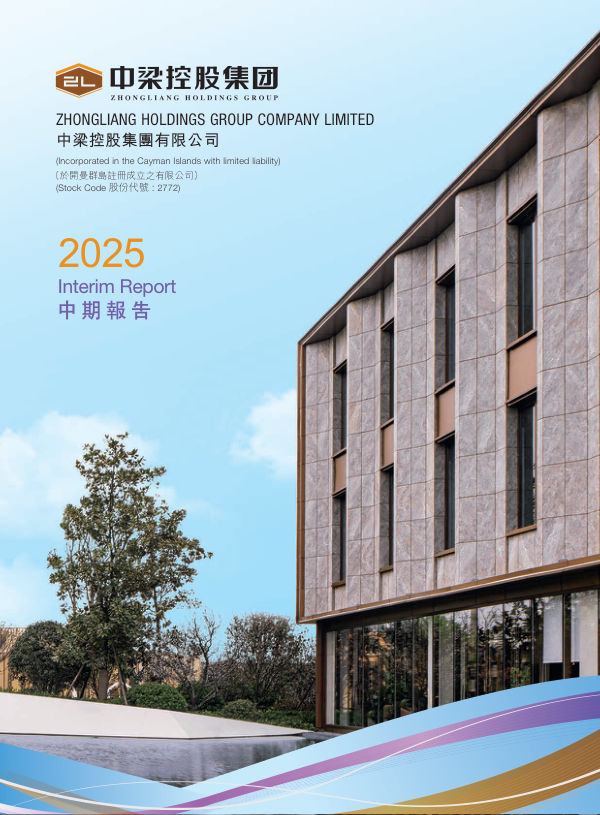 ZL 中梁控股集团
ZHONGLIANG HOLDINGS GROUP
ZHONGLIANG HOLDINGS GROUP COMPANY LIMITED
中梁控股集團有限公司
(Incorporated in the Cayman Islands with limited liability)
(於開曼群島註冊成立之有限公司)
(Stock Code 股份代號 : 2772)
2025
Interim Report
中期報告